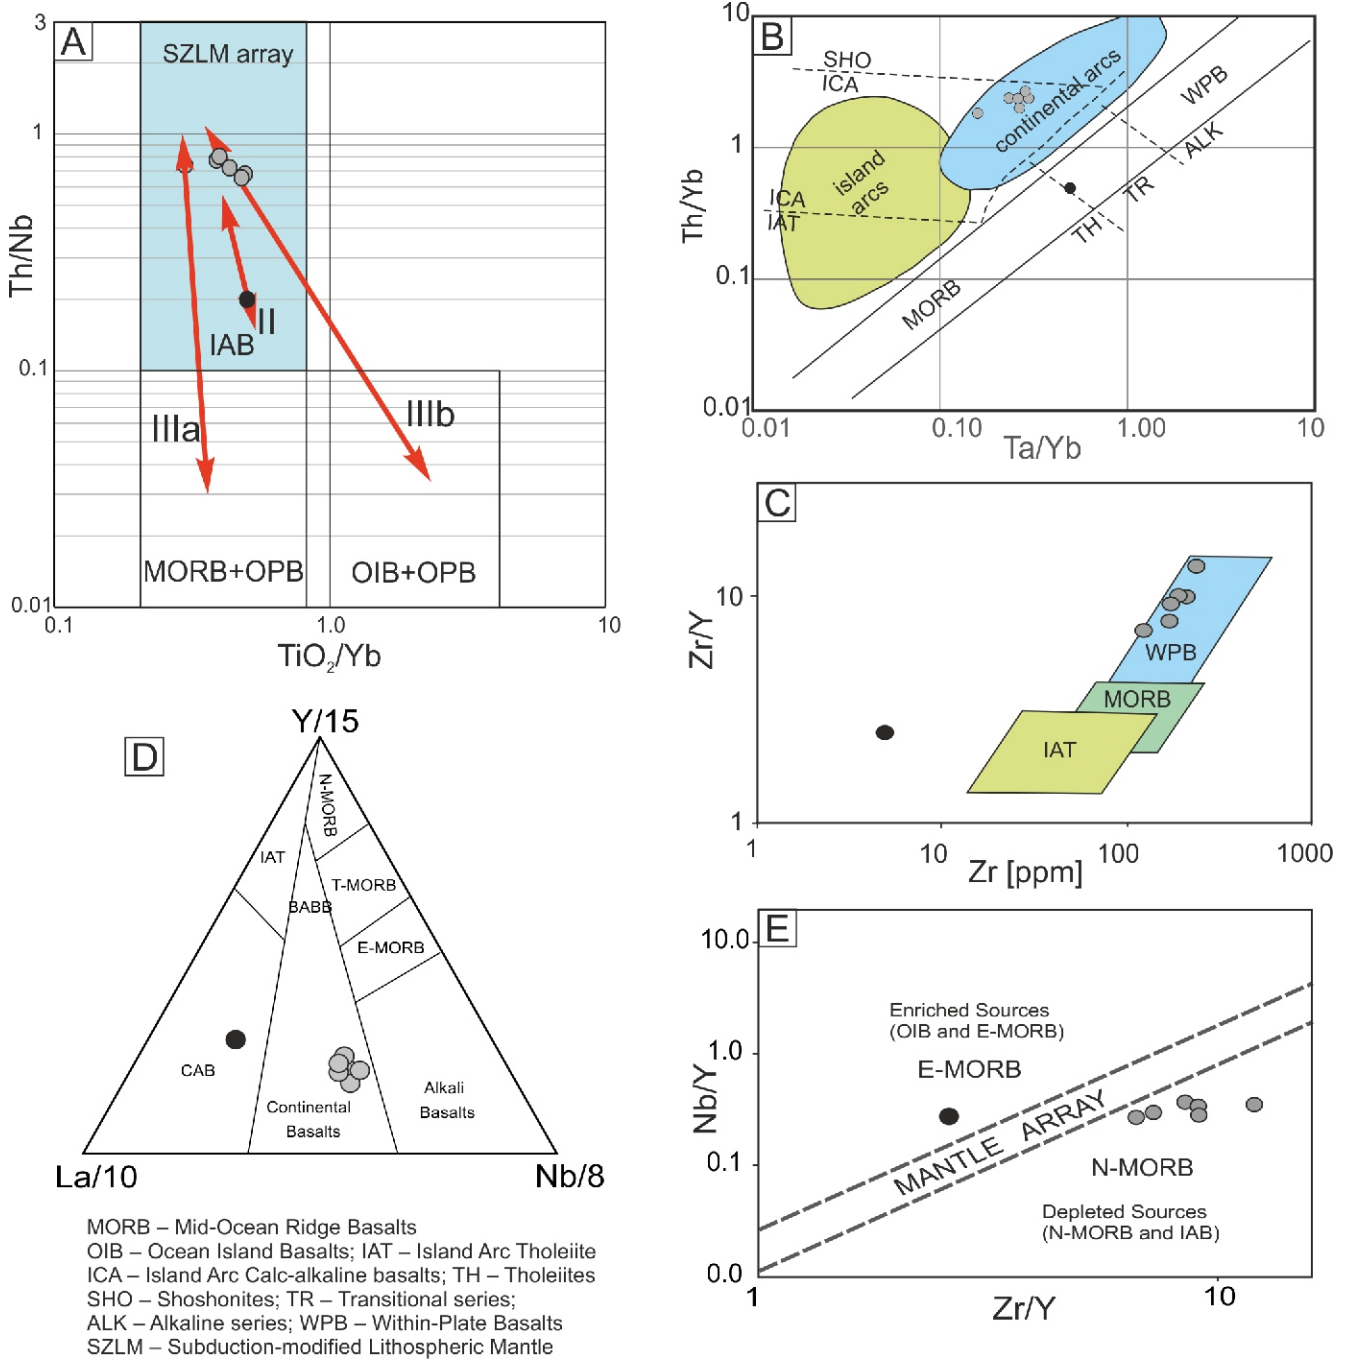 A
SZLM array
3
1
0.1
0.01
Th/Nb
IAB
II
IIIa
IIIb
MORB+OPB
OIB+OPB
0.1
1.0
10
TiO2/Yb
B
10
1
0.1
0.01
Th/Yb
SHO
ICA
continental arcs
island
arcs
ICA
IAT
WPB
ALK
TR
TH
MORB
0.01
0.10
1.00
10
Ta/Yb
C
10
1
Zr/Y
WPB
MORB
IAT
1
10
100
1000
Zr [ppm]
D
Y/15
N-MORB
IAT
T-MORB
BABB
E-MORB
CAB
Continental
Basalts
Alkali
Basalts
La/10
Nb/8
E
10.0
1.0
0.1
0.0
Nb/Y
Enriched Sources
(OIB and E-MORB)
E-MORB
MANTLE ARRAY
N-MORB
Depleted Sources
(N-MORB and IAB)
1
10
Zr/Y
MORB – Mid-Ocean Ridge Basalts
OIB – Ocean Island Basalts; IAT – Island Arc Tholeiite
ICA – Island Arc Calc-alkaline basalts; TH – Tholeiites
SHO – Shoshonites; TR – Transitional series;
ALK – Alkaline series; WPB – Within-Plate Basalts
SZLM – Subduction-modified Lithospheric Mantle